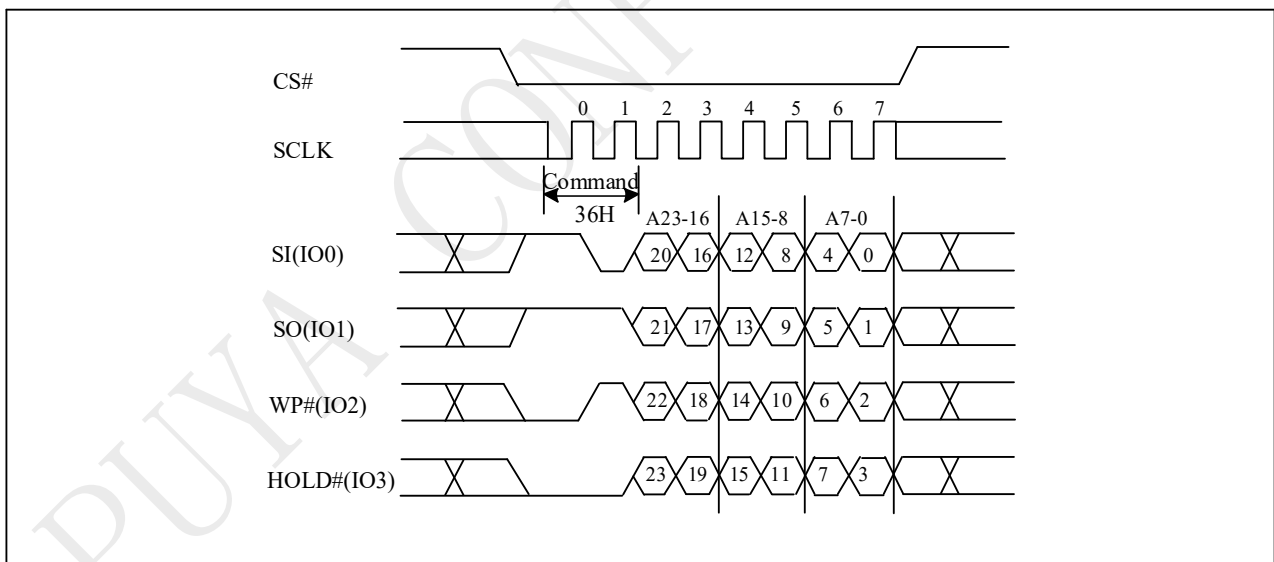 CS#
0 1 2 3 4 5 6 7
SCLK
Command
36H
A23-16 A15-8 A7-0
SI(IO0) 20 16 12 8 4 0
SO(IO1) 21 17 13 9 5 1
WP#(IO2) 22 18 14 10 6 2
HOLD#(IO3) 23 19 15 11 7 3
PUYA CONF